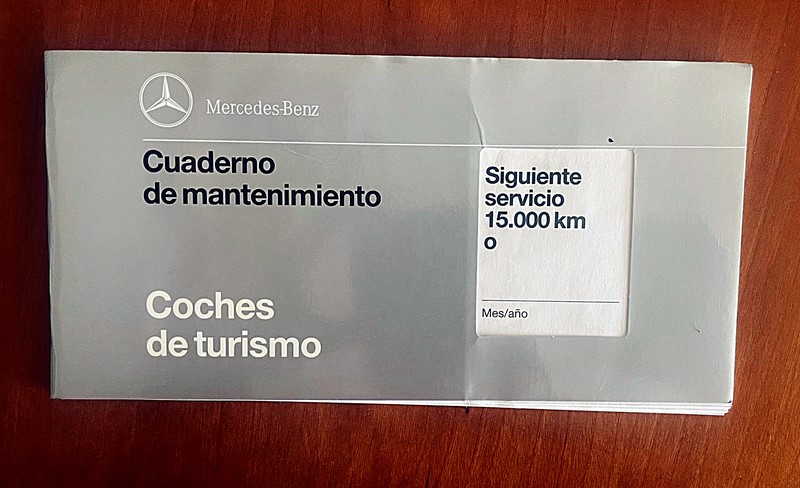 Mercedes-Benz
Cuaderno
de mantenimiento
Siguiente
servicio
15.000 km
o
Mes/año
Coches
de turismo